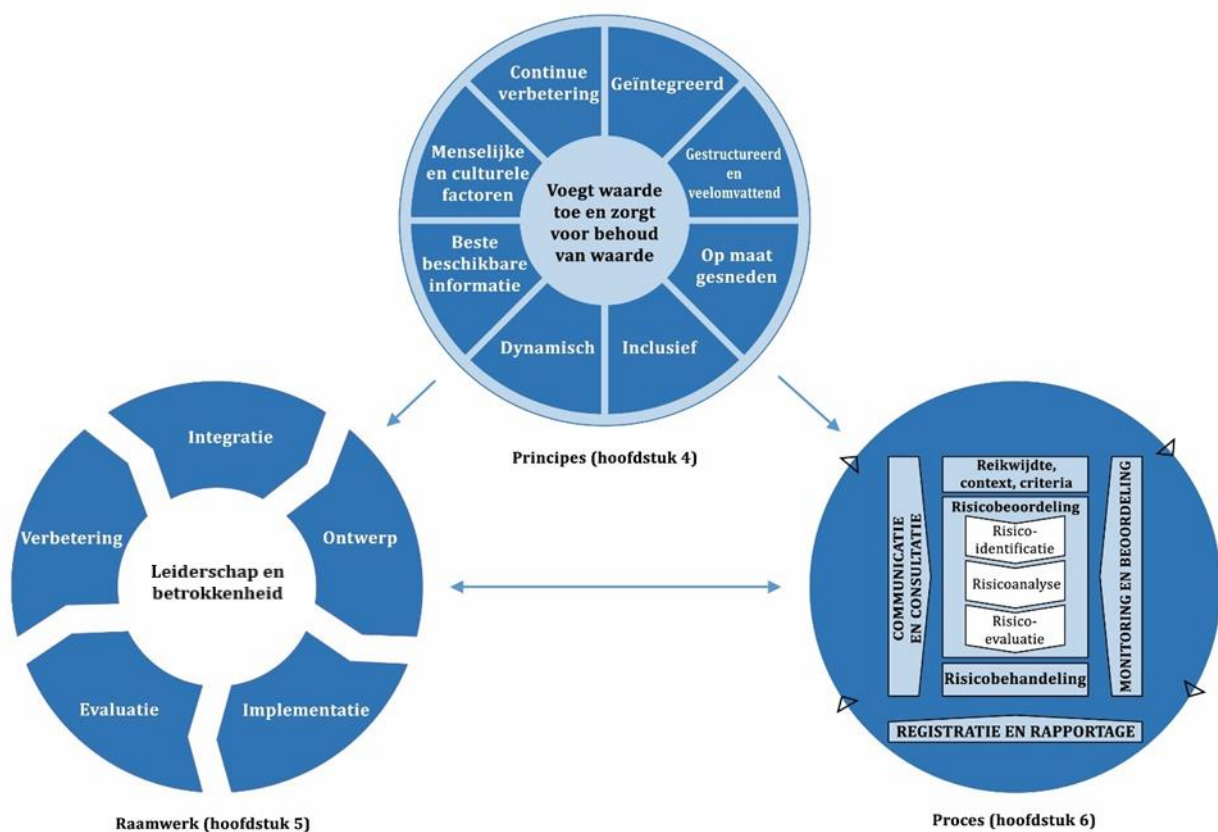 Continue
verbetering
Geïntegreerd
Menselijke
en culturele
factoren
Gestructureerd
en
veelomvattend
Voegt waarde
toe en zorgt
voor behoud
van waarde
Beste
beschikbare
informatie
Op maat
gesneden
Dynamisch
Inclusief
Principes (hoofdstuk 4)
Integratie
Verbetering
Ontwerp
Leiderschap en
betrokkenheid
Evaluatie
Implementatie
Raamwerk (hoofdstuk 5)
COMMUNICATIE
EN CONSULTATIE
Reikwijdte,
context, criteria
Risicobeoordeling
Risico-
identificatie
Risicoanalyse
Risico-
evaluatie
Risicobehandeling
MONITORING EN BEOORDELING
REGISTRATIE EN RAPPORTAGE
Proces (hoofdstuk 6)